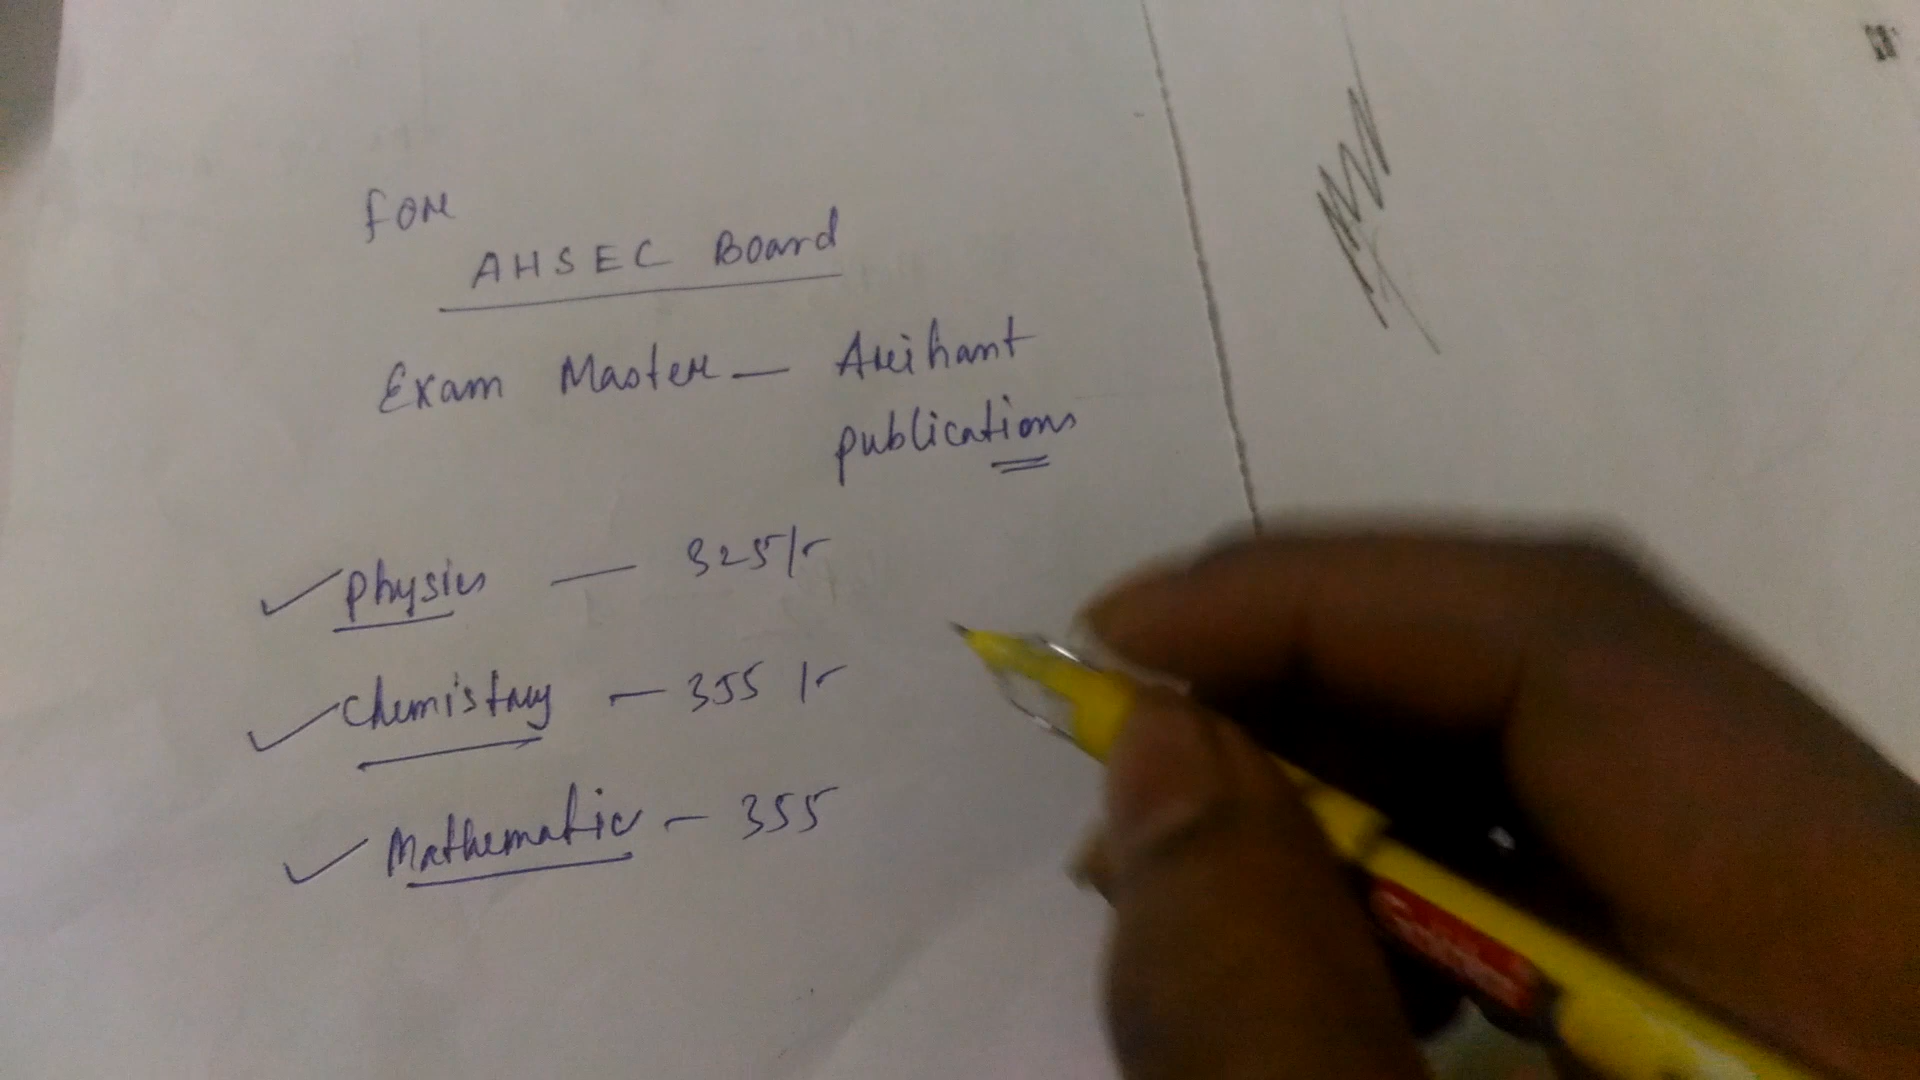 for
AHSEC Board
Exam Master — Arihant
publications
✓ Physics — 325/-
✓ Chemistry — 355/-
✓ Mathematic — 355